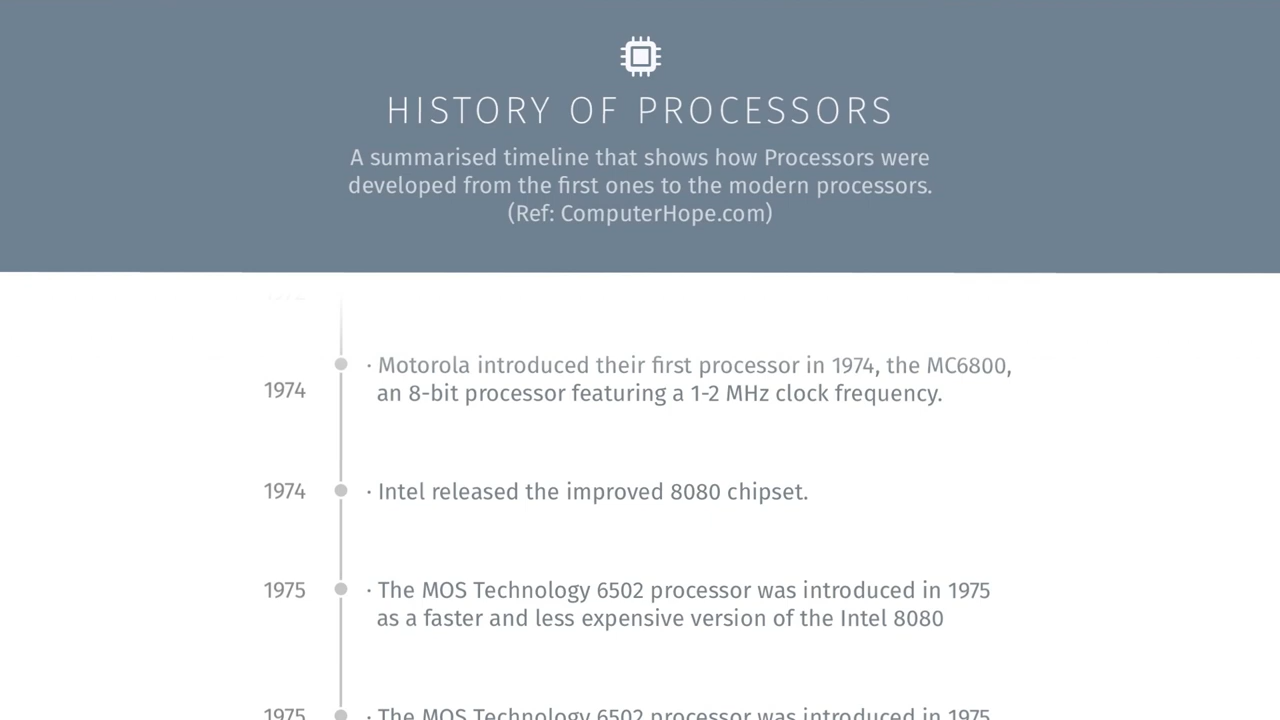 HISTORY OF PROCESSORS
A summarised timeline that shows how Processors were
developed from the first ones to the modern processors.
(Ref: ComputerHope.com)
1974
· Motorola introduced their first processor in 1974, the MC6800,
an 8-bit processor featuring a 1-2 MHz clock frequency.
1974
· Intel released the improved 8080 chipset.
1975
· The MOS Technology 6502 processor was introduced in 1975
as a faster and less expensive version of the Intel 8080
1975
· The MOS Technology 6502 processor was introduced in 1975